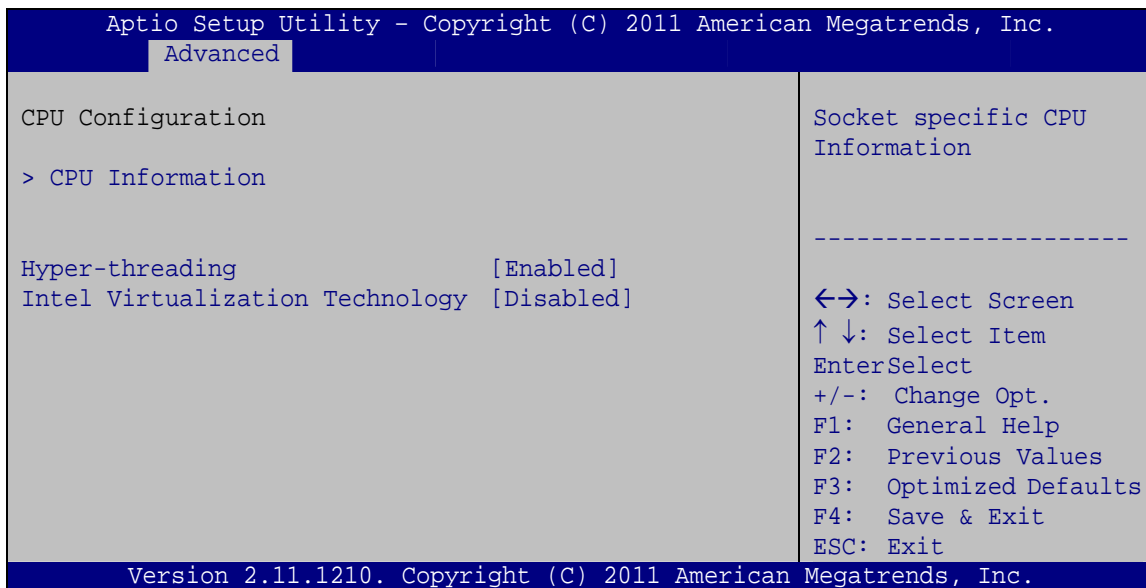 Aptio Setup Utility – Copyright (C) 2011 American Megatrends, Inc.
Advanced
CPU Configuration
> CPU Information
Hyper-threading [Enabled]
Intel Virtualization Technology [Disabled]
Socket specific CPU
Information
----------------------
←→: Select Screen
↑ ↓: Select Item
EnterSelect
+/-: Change Opt.
F1: General Help
F2: Previous Values
F3: Optimized Defaults
F4: Save & Exit
ESC: Exit
Version 2.11.1210. Copyright (C) 2011 American Megatrends, Inc.